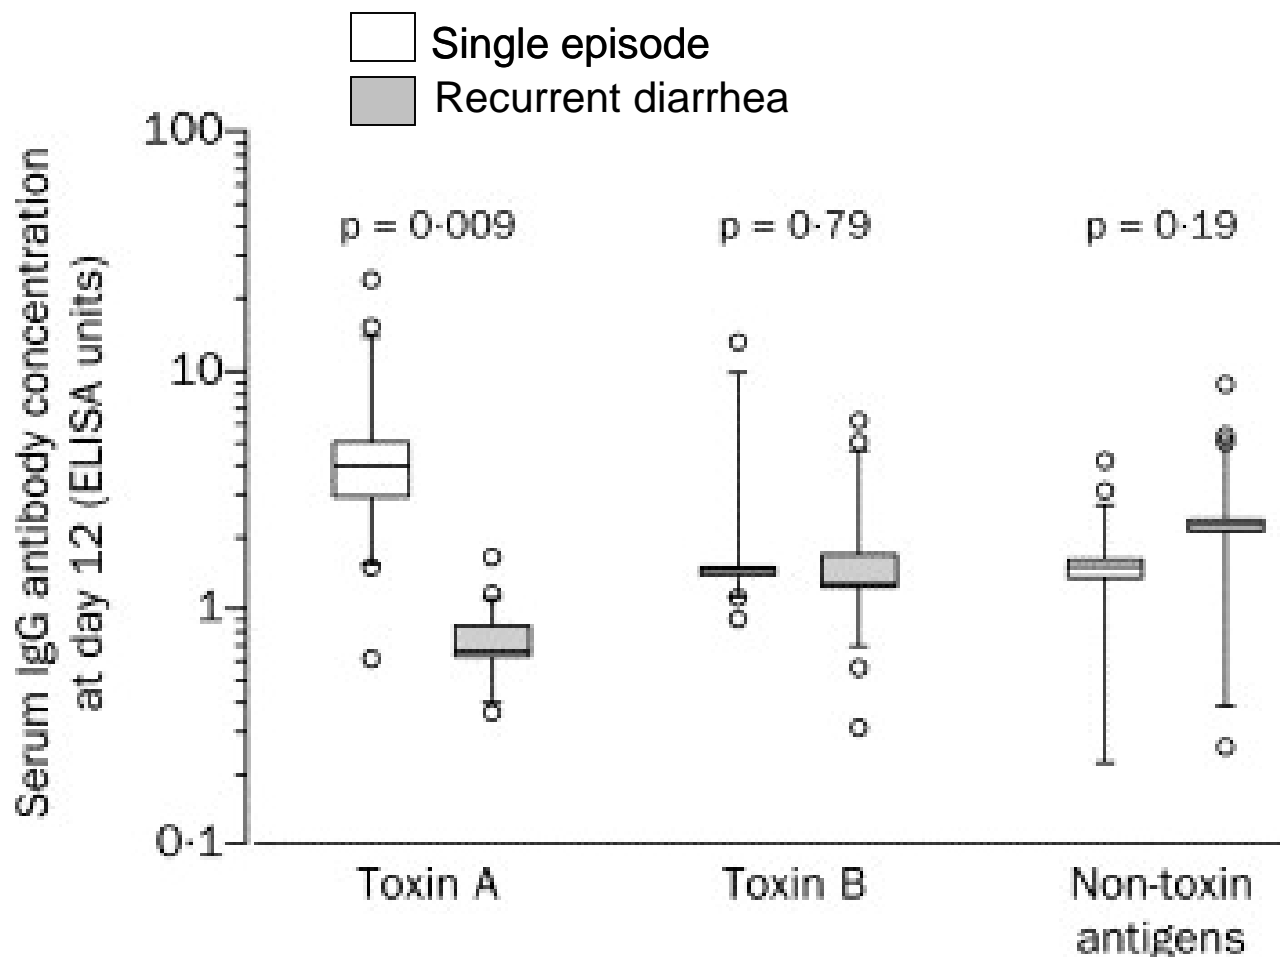 Single episode
Recurrent diarrhea
Serum IgG antibody concentration
at day 12 (ELISA units)
100
10
1
0·1
p = 0·009
p = 0·79
p = 0·19
Toxin A
Toxin B
Non-toxin
antigens